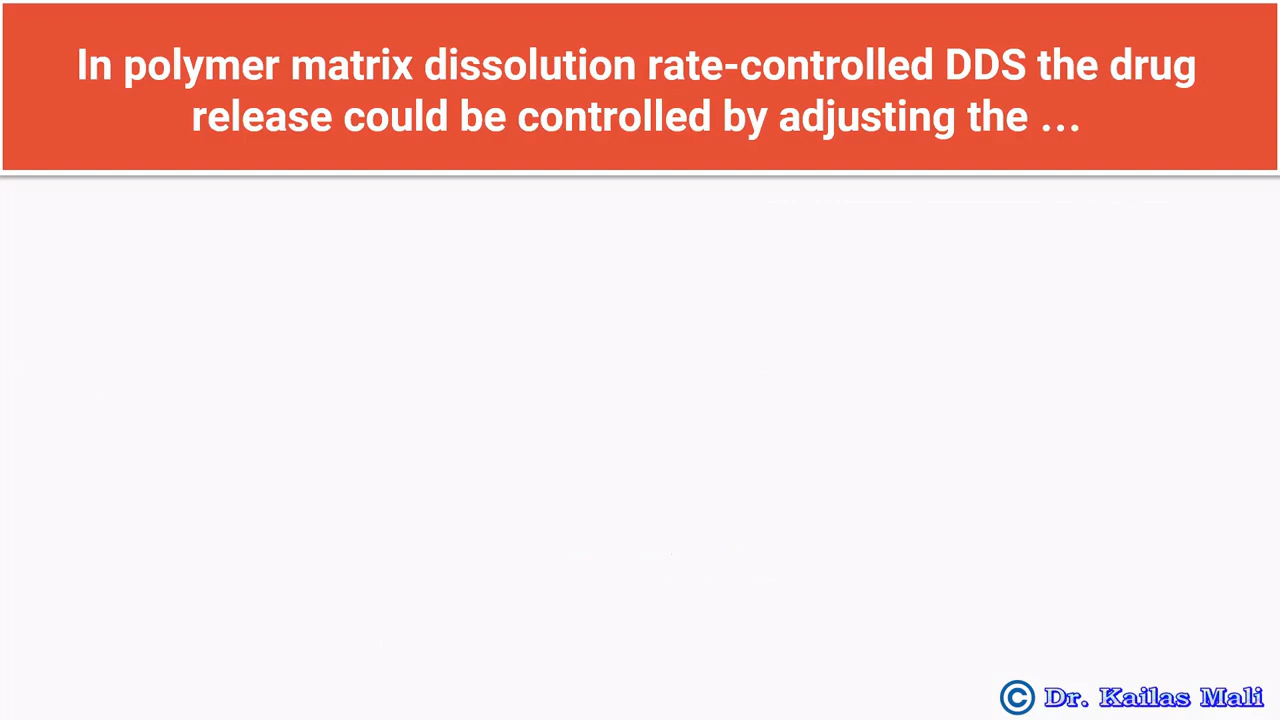 In polymer matrix dissolution rate-controlled DDS the drug
release could be controlled by adjusting the ...
© Dr. Kailas Mali